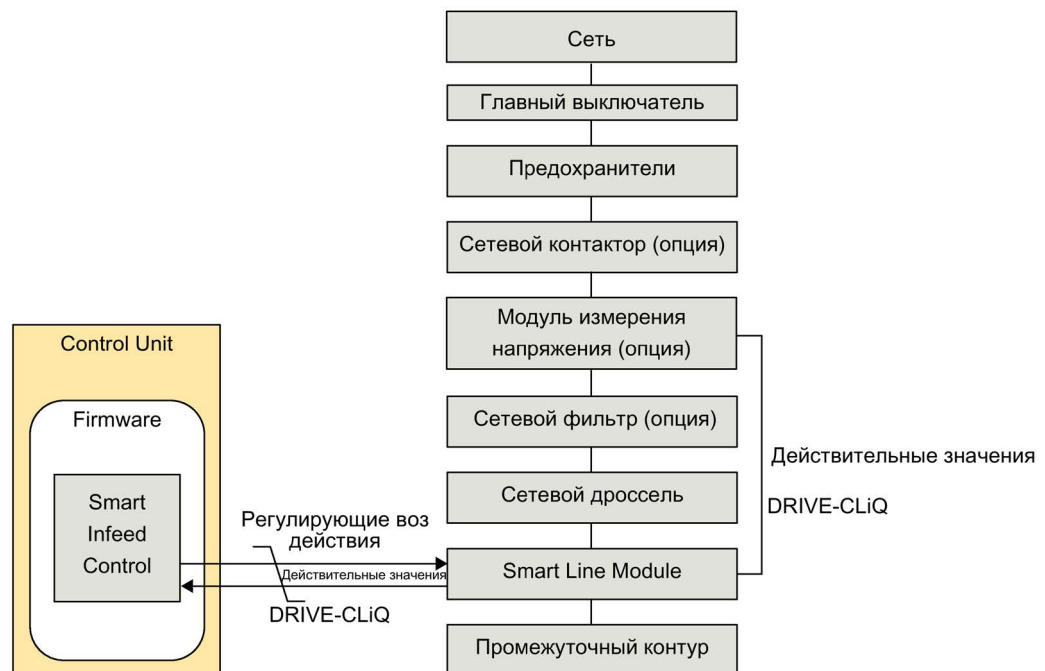 Сеть
Главный выключатель
Предохранители
Сетевой контактор (опция)
Модуль измерения
напряжения (опция)
Сетевой фильтр (опция)
Сетевой дроссель
Smart Line Module
Промежуточный контур
Действительные значения
DRIVE-CLiQ
Control Unit
Firmware
Smart
Infeed
Control
Регулирующие воз
действия
Действительные значения
DRIVE-CLiQ